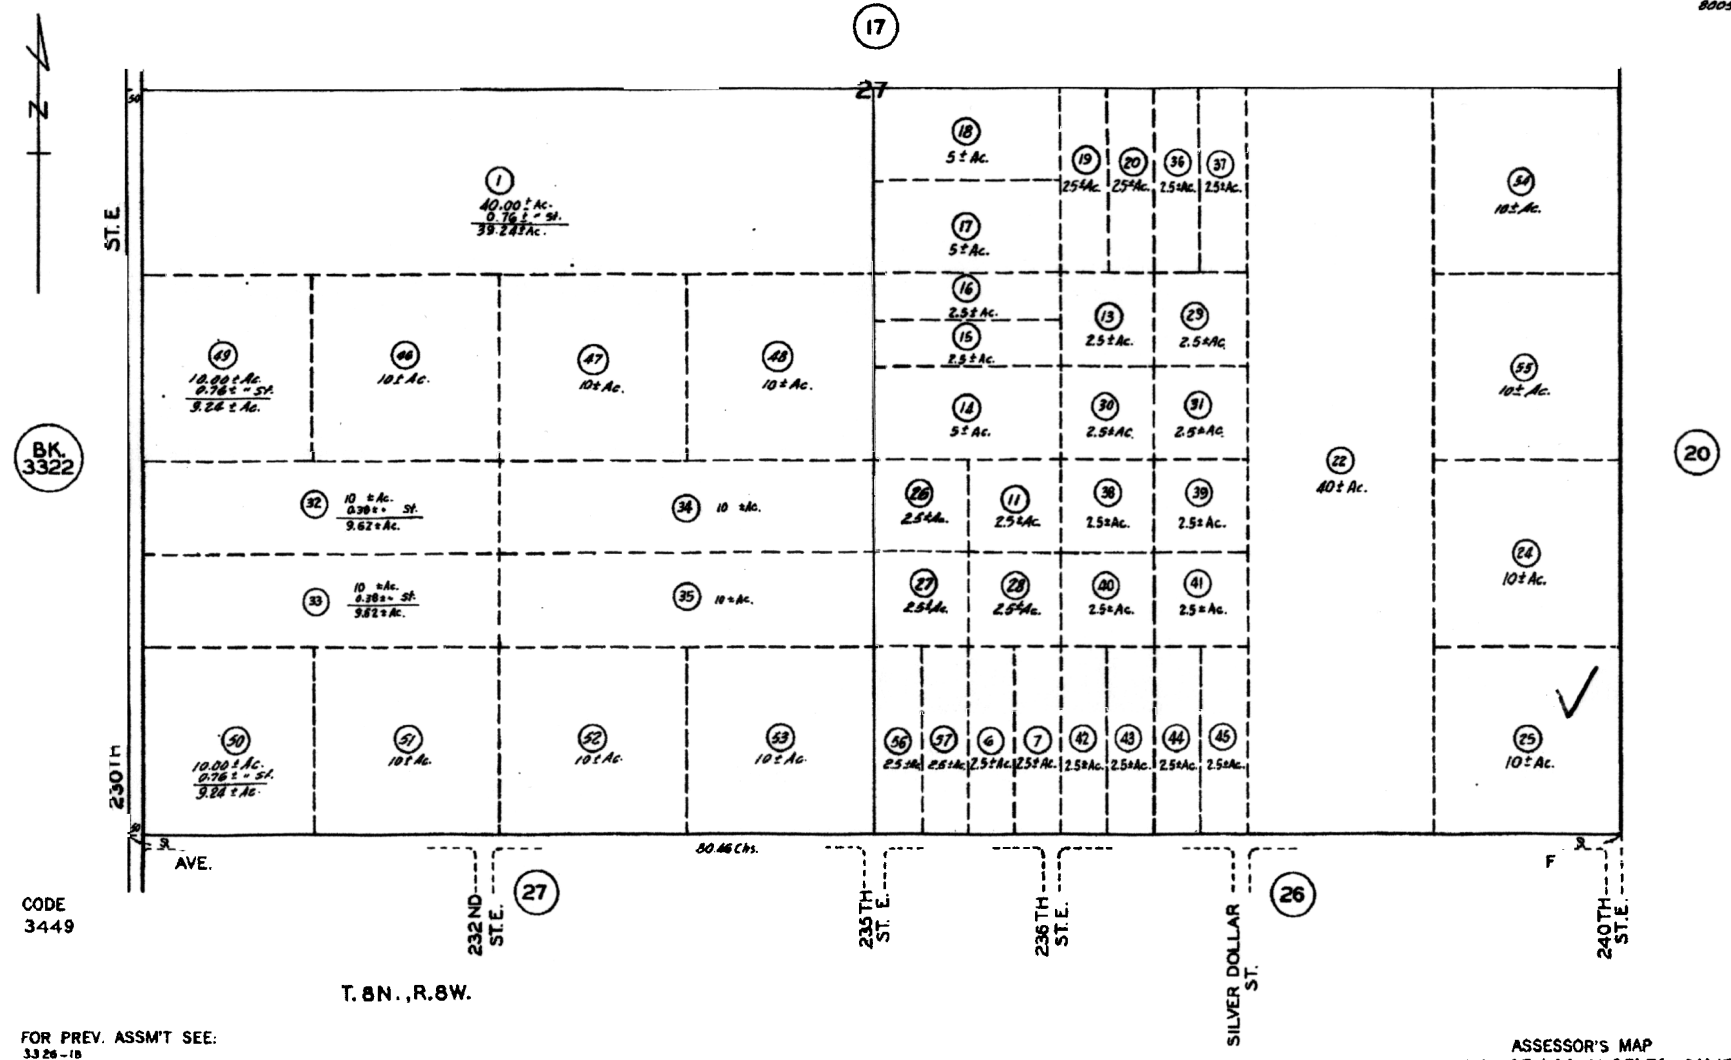 17
N
50
27
ST. E.
230TH
1
40.00 ± Ac.
0.76 ± " St.
39.24 ± Ac.
18
5 ± Ac.
17
5 ± Ac.
19
2.5 ± Ac.
20
2.5 ± Ac.
36
2.5 ± Ac.
37
2.5 ± Ac.
54
10 ± Ac.
49
10.00 ± Ac.
0.76 ± " St.
9.24 ± Ac.
46
10 ± Ac.
47
10 ± Ac.
48
10 ± Ac.
16
2.5 ± Ac.
15
2.5 ± Ac.
14
5 ± Ac.
13
2.5 ± Ac.
29
2.5 ± Ac.
30
2.5 ± Ac.
31
2.5 ± Ac.
55
10 ± Ac.
BK.
3322
20
22
40 ± Ac.
32
10 ± Ac.
0.38 ± " St.
9.62 ± Ac.
34
10 ± Ac.
26
2.5 ± Ac.
11
2.5 ± Ac.
38
2.5 ± Ac.
39
2.5 ± Ac.
33
10 ± Ac.
0.38 ± " St.
9.62 ± Ac.
35
10 ± Ac.
27
2.5 ± Ac.
28
2.5 ± Ac.
40
2.5 ± Ac.
41
2.5 ± Ac.
24
10 ± Ac.
50
10.00 ± Ac.
0.76 ± " St.
9.24 ± Ac.
51
10 ± Ac.
52
10 ± Ac.
53
10 ± Ac.
56
2.5 ± Ac
57
2.5 ± Ac.
6
2.5 ± Ac.
7
2.5 ± Ac.
42
2.5 ± Ac.
43
2.5 ± Ac.
44
2.5 ± Ac.
45
2.5 ± Ac.
25
10 ± Ac.
AVE.
80.46 Chs.
F
232ND
ST. E.
27
235TH
ST. E.
236TH
ST. E.
SILVER DOLLAR
ST.
26
240TH
ST. E.
CODE
3449
T. 8N., R. 8W.
FOR PREV. ASSM'T SEE:
3326-18
ASSESSOR'S MAP